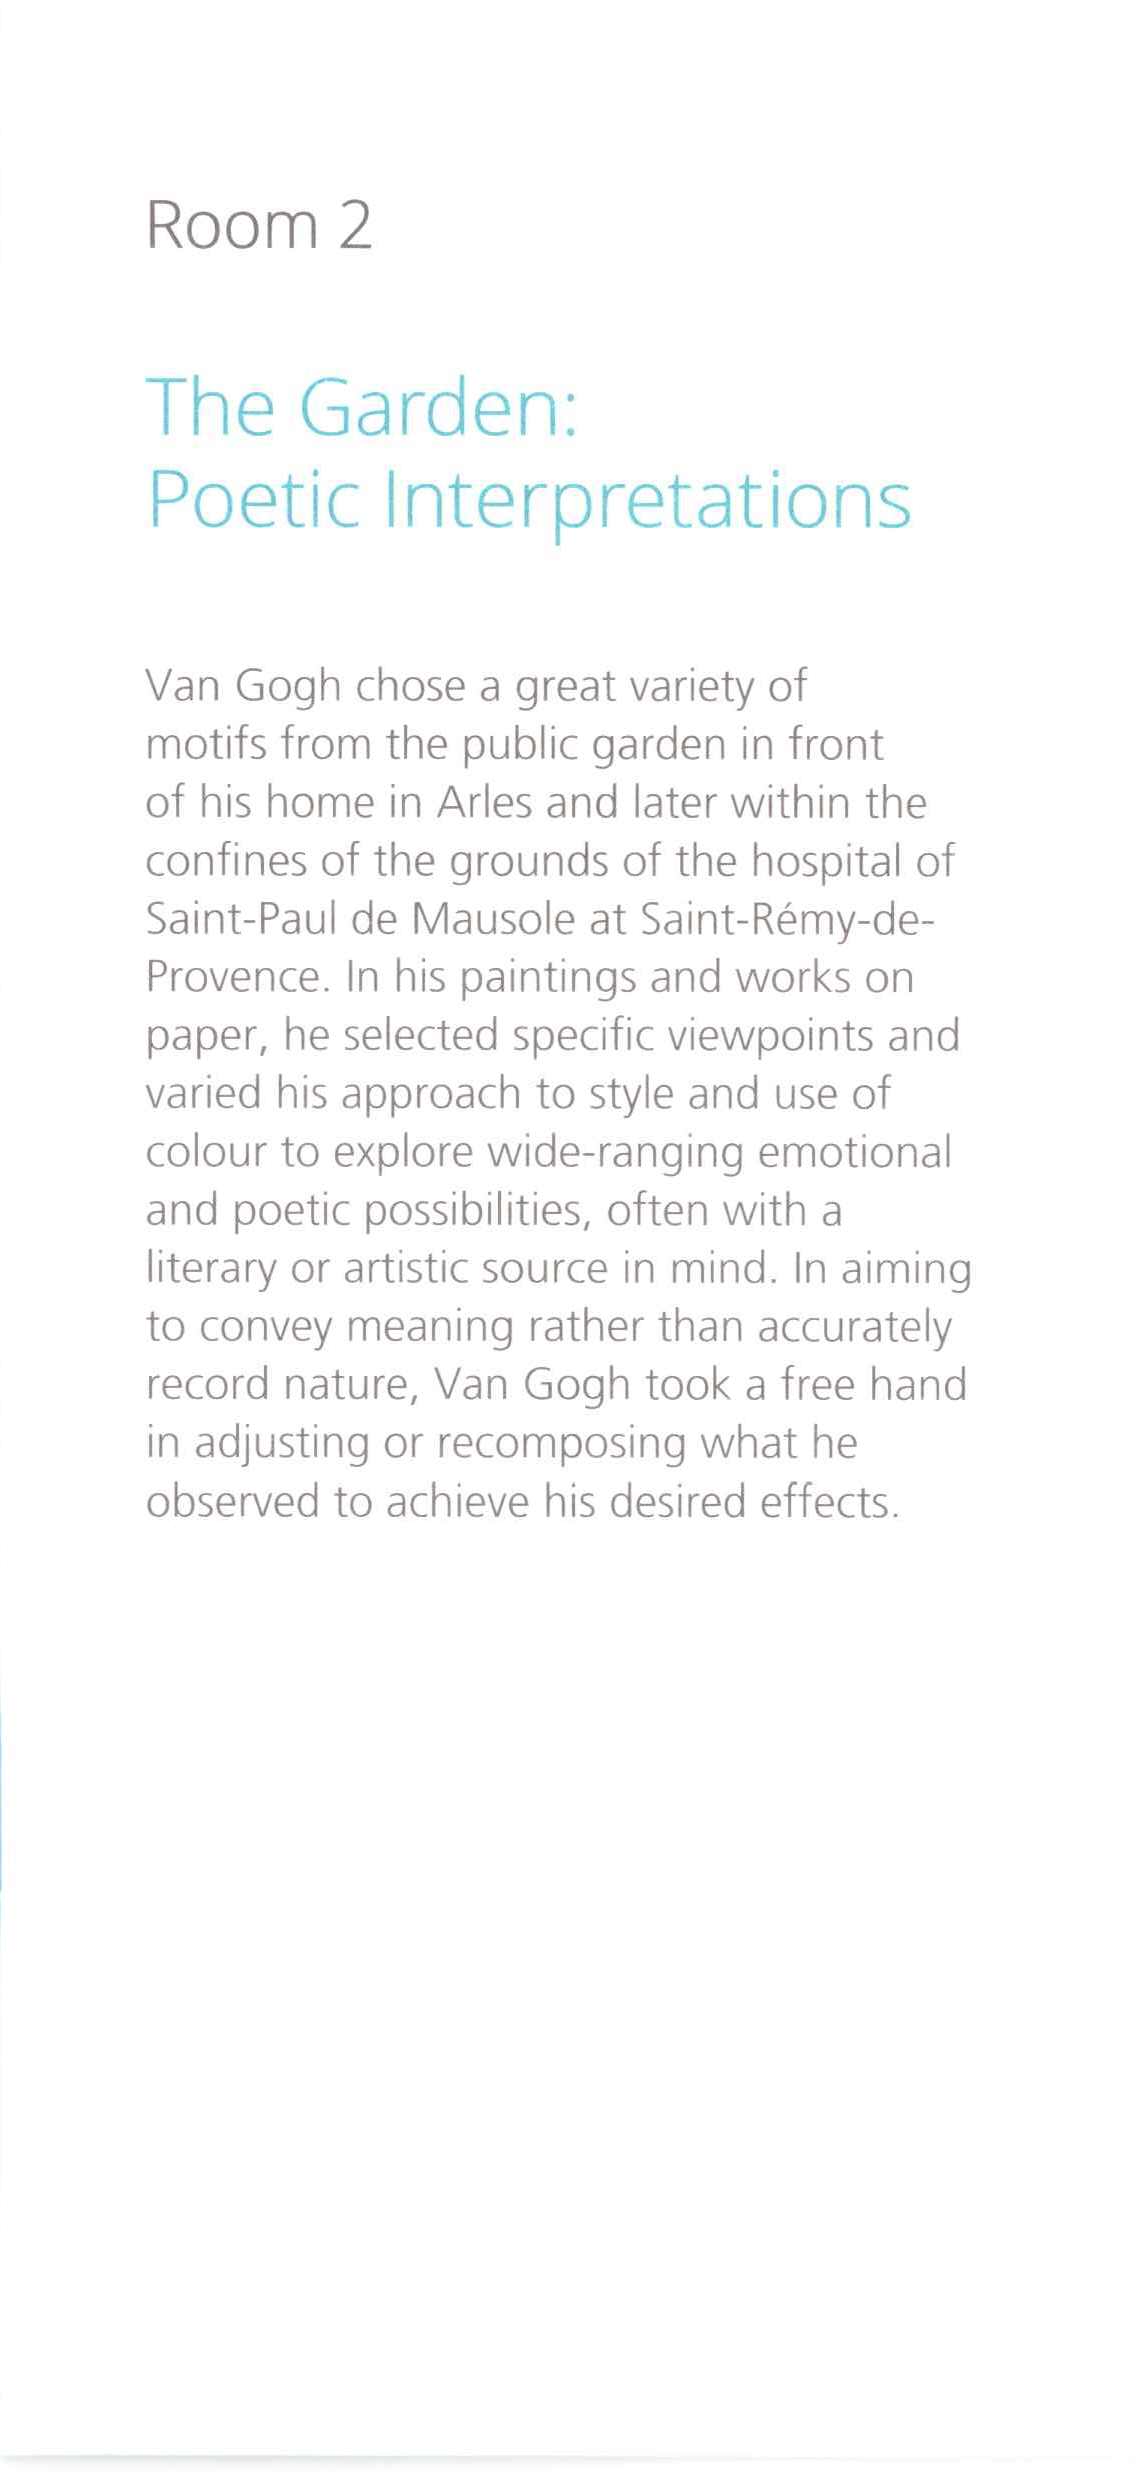 Room 2
The Garden:
Poetic Interpretations
Van Gogh chose a great variety of
motifs from the public garden in front
of his home in Arles and later within the
confines of the grounds of the hospital of
Saint-Paul de Mausole at Saint-Rémy-de-
Provence. In his paintings and works on
paper, he selected specific viewpoints and
varied his approach to style and use of
colour to explore wide-ranging emotional
and poetic possibilities, often with a
literary or artistic source in mind. In aiming
to convey meaning rather than accurately
record nature, Van Gogh took a free hand
in adjusting or recomposing what he
observed to achieve his desired effects.